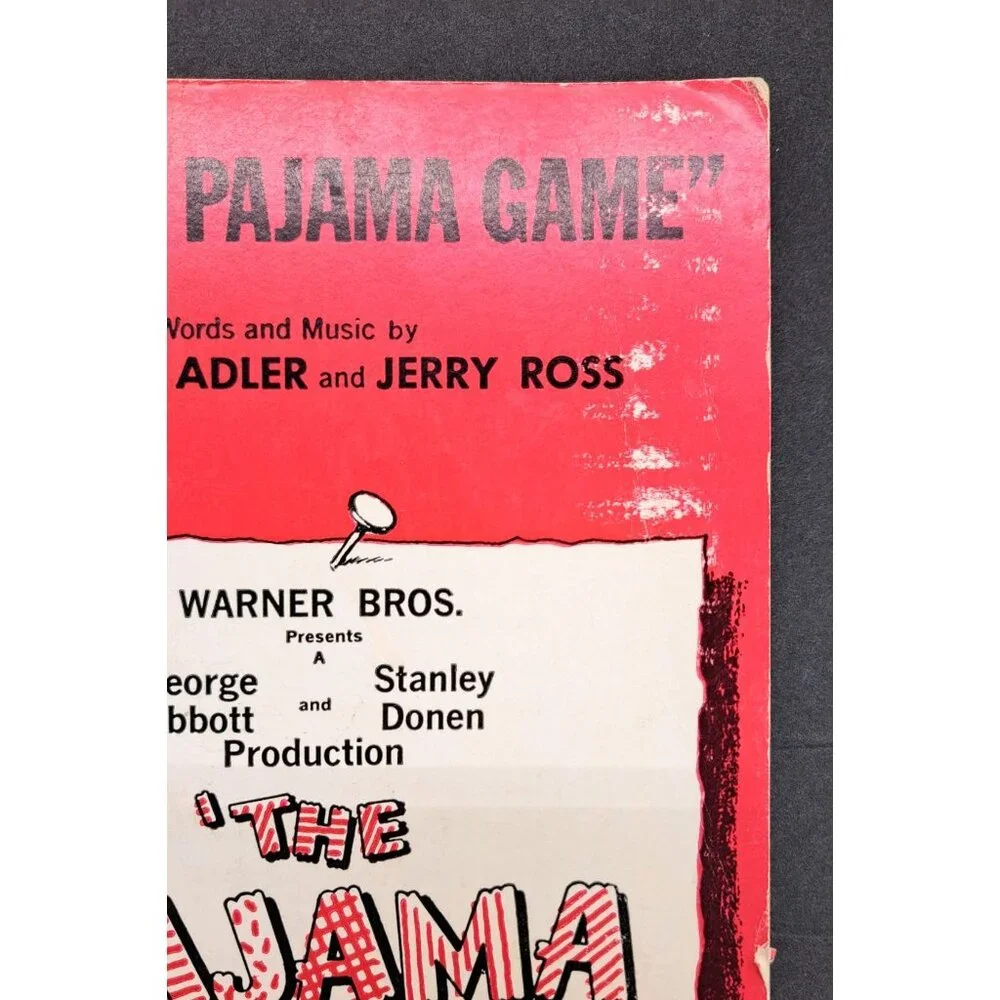 PAJAMA GAME”
Words and Music by
ADLER and JERRY ROSS
WARNER BROS.
Presents
A
eorge and Stanley
bbott Donen
Production
'THE
AJAMA